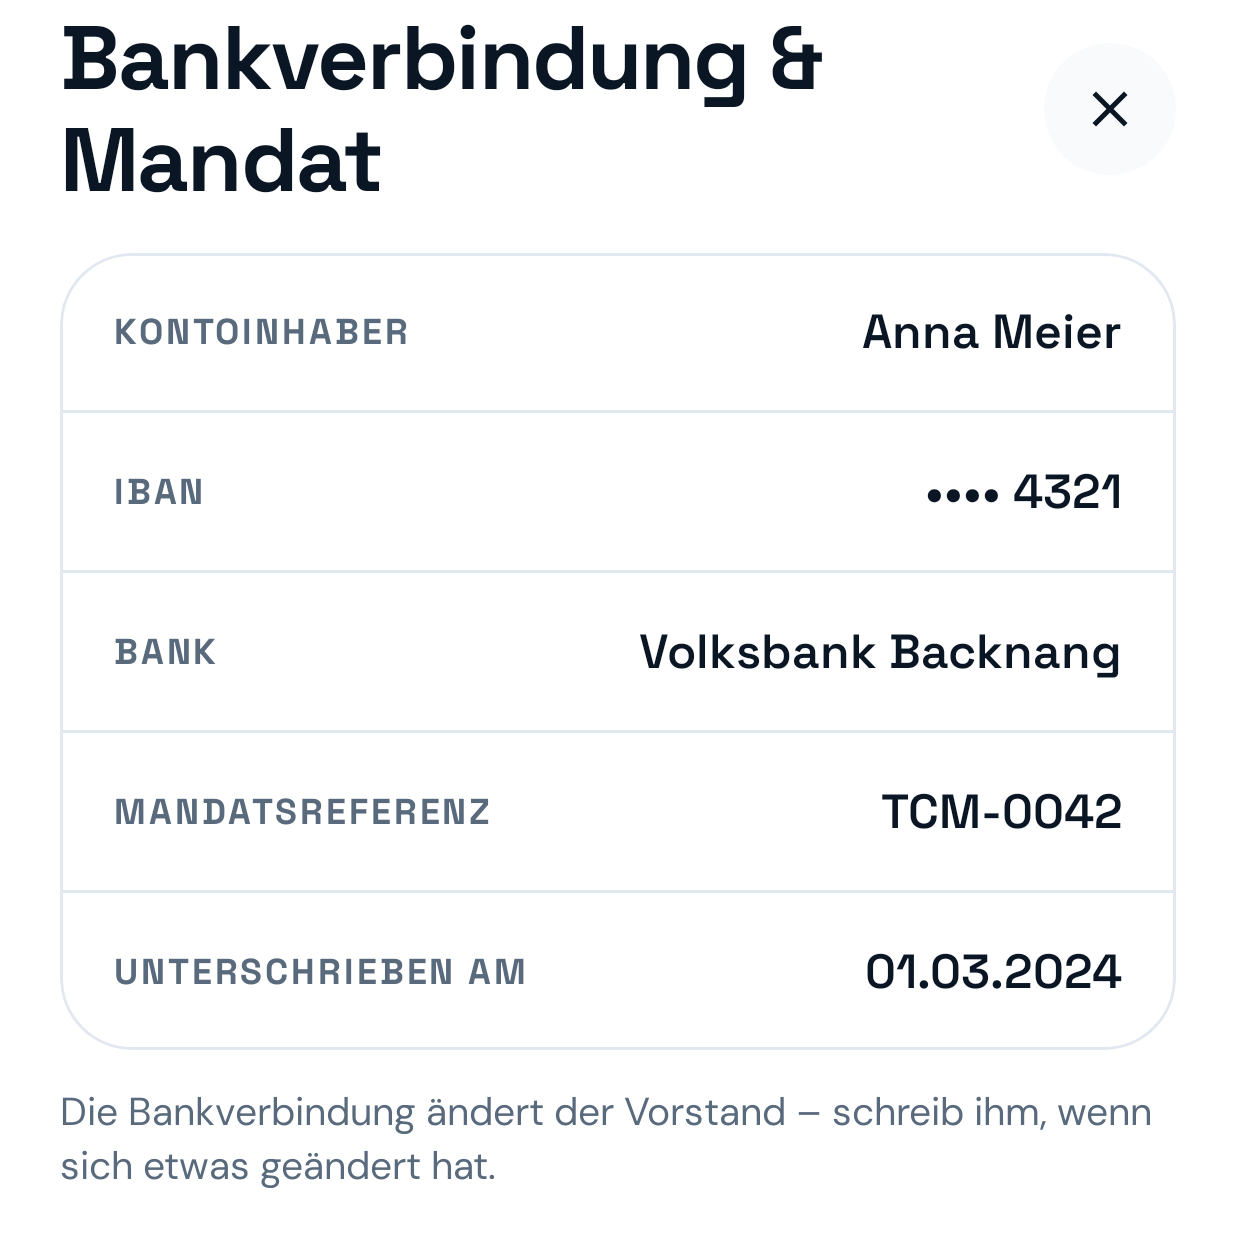 Bankverbindung &
Mandat
KONTOINHABER Anna Meier
IBAN •••• 4321
BANK Volksbank Backnang
MANDATSREFERENZ TCM-0042
UNTERSCHRIEBEN AM 01.03.2024
Die Bankverbindung ändert der Vorstand – schreib ihm, wenn
sich etwas geändert hat.